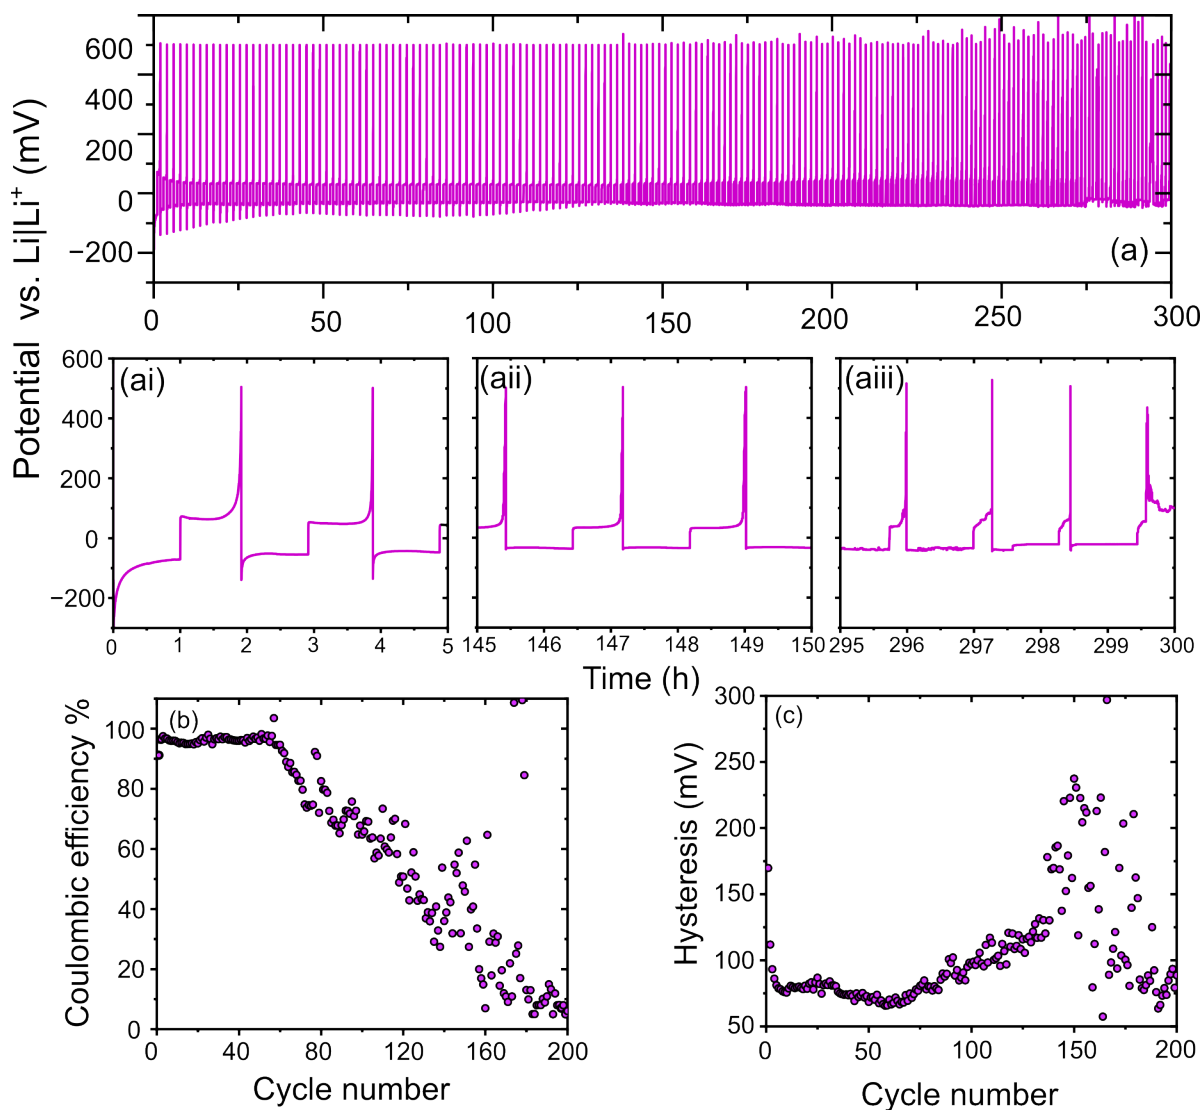 Potential vs. Li|Li⁺ (mV)
600
400
200
0
−200
(a)
0 50 100 150 200 250 300
600
400
200
0
−200
(ai) (aii) (aiii)
0 1 2 3 4 5 145 146 147 148 149 150 295 296 297 298 299 300
Time (h)
Coulombic efficiency %
(b)
100
80
60
40
20
0
0 40 80 120 160 200
Cycle number
Hysteresis (mV)
(c)
300
250
200
150
100
50
0 50 100 150 200
Cycle number